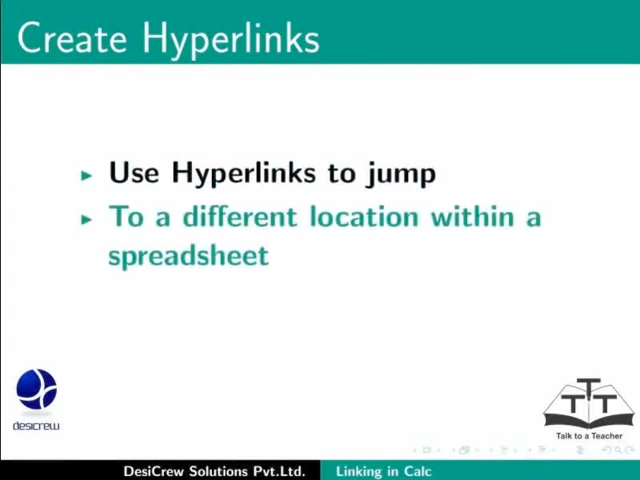 Create Hyperlinks
Use Hyperlinks to jump
To a different location within a
spreadsheet
desicrew
T T T
Talk to a Teacher
DesiCrew Solutions Pvt.Ltd. Linking in Calc